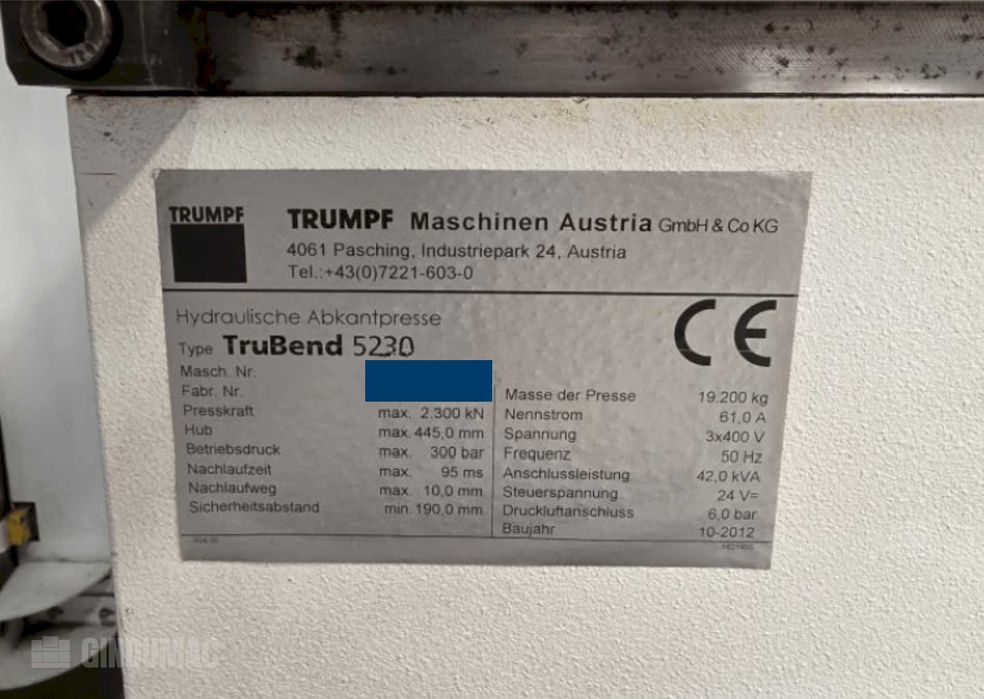 TRUMPF
TRUMPF Maschinen Austria GmbH & Co KG
4061 Pasching, Industriepark 24, Austria
Tel.:+43(0)7221-603-0
Hydraulische Abkantpresse
Type TruBend 5230
Masch. Nr.
Fabr. Nr.
Presskraft max. 2.300 kN
Hub max. 445,0 mm
Betriebsdruck max. 300 bar
Nachlaufzeit max. 95 ms
Nachlaufweg max. 10,0 mm
Sicherheitsabstand min. 190,0 mm
Masse der Presse 19.200 kg
Nennstrom 61,0 A
Spannung 3x400 V
Frequenz 50 Hz
Anschlussleistung 42,0 kVA
Steuerspannung 24 V=
Druckluftanschluss 6,0 bar
Baujahr 10-2012
GINDUMAC